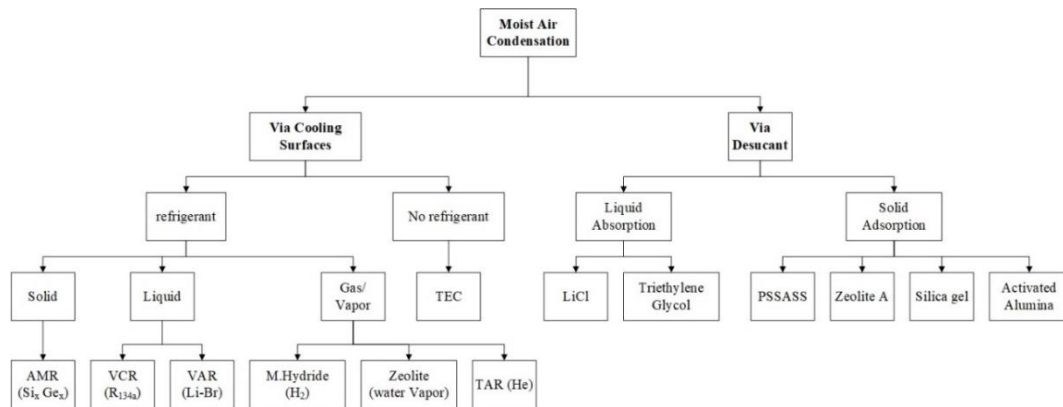 Moist Air
Condensation
Via Cooling
Surfaces
Via
Desucant
refrigerant
No refrigerant
Liquid
Absorption
Solid
Adsorption
Solid
Liquid
Gas/
Vapor
TEC
LiCl
Triethylene
Glycol
PSSASS
Zeolite A
Silica gel
Activated
Alumina
AMR
(Siₓ Geₓ)
VCR
(R₁₃₄ₐ)
VAR
(Li-Br)
M.Hydride
(H₂)
Zeolite
(water Vapor)
TAR (He)